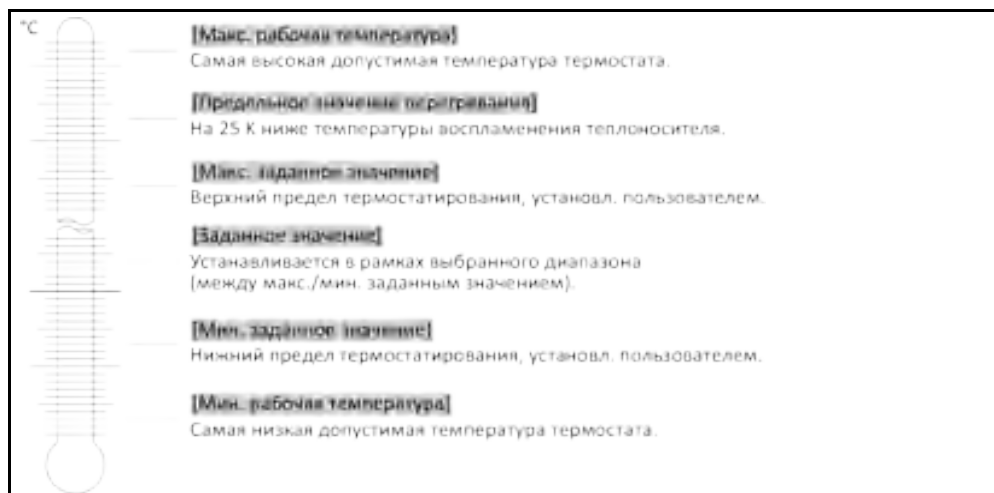 °C
[Макс. рабочая температура]
Самая высокая допустимая температура термостата.
[Предельное значение перегревания]
На 25 К ниже температуры воспламенения теплоносителя.
[Макс. заданное значение]
Верхний предел термостатирования, установл. пользователем.
[Заданное значение]
Устанавливается в рамках выбранного диапазона
(между макс./мин. заданным значением).
[Мин. заданное значение]
Нижний предел термостатирования, установл. пользователем.
[Мин. рабочая температура]
Самая низкая допустимая температура термостата.